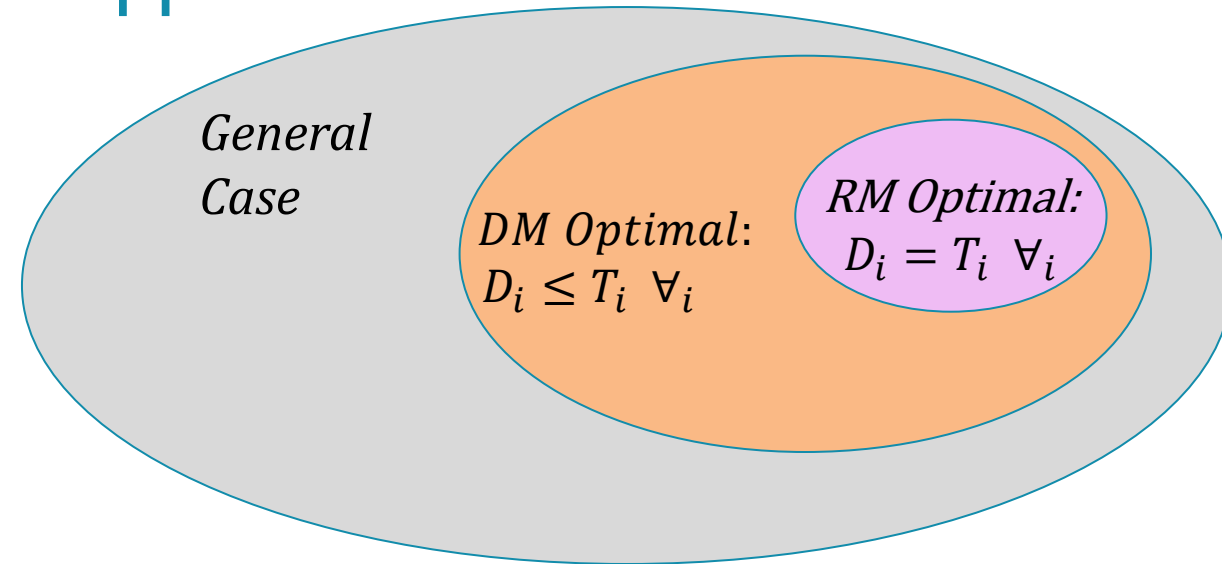 General
Case
DM Optimal:
D_i ≤ T_i ∀_i
RM Optimal:
D_i = T_i ∀_i